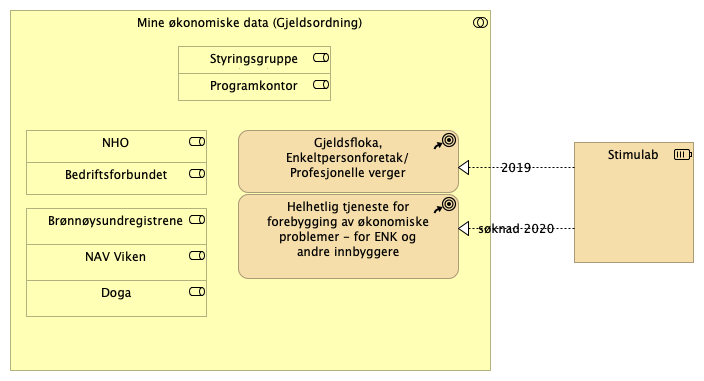 Mine økonomiske data (Gjeldsordning)
Styringsgruppe
Programkontor
NHO
Bedriftsforbundet
Brønnøysundregistrene
NAV Viken
Doga
Gjeldsfloka,
Enkeltpersonforetak/
Profesjonelle verger
Helhetlig tjeneste for
forebygging av økonomiske
problemer - for ENK og
andre innbyggere
2019
søknad 2020
Stimulab